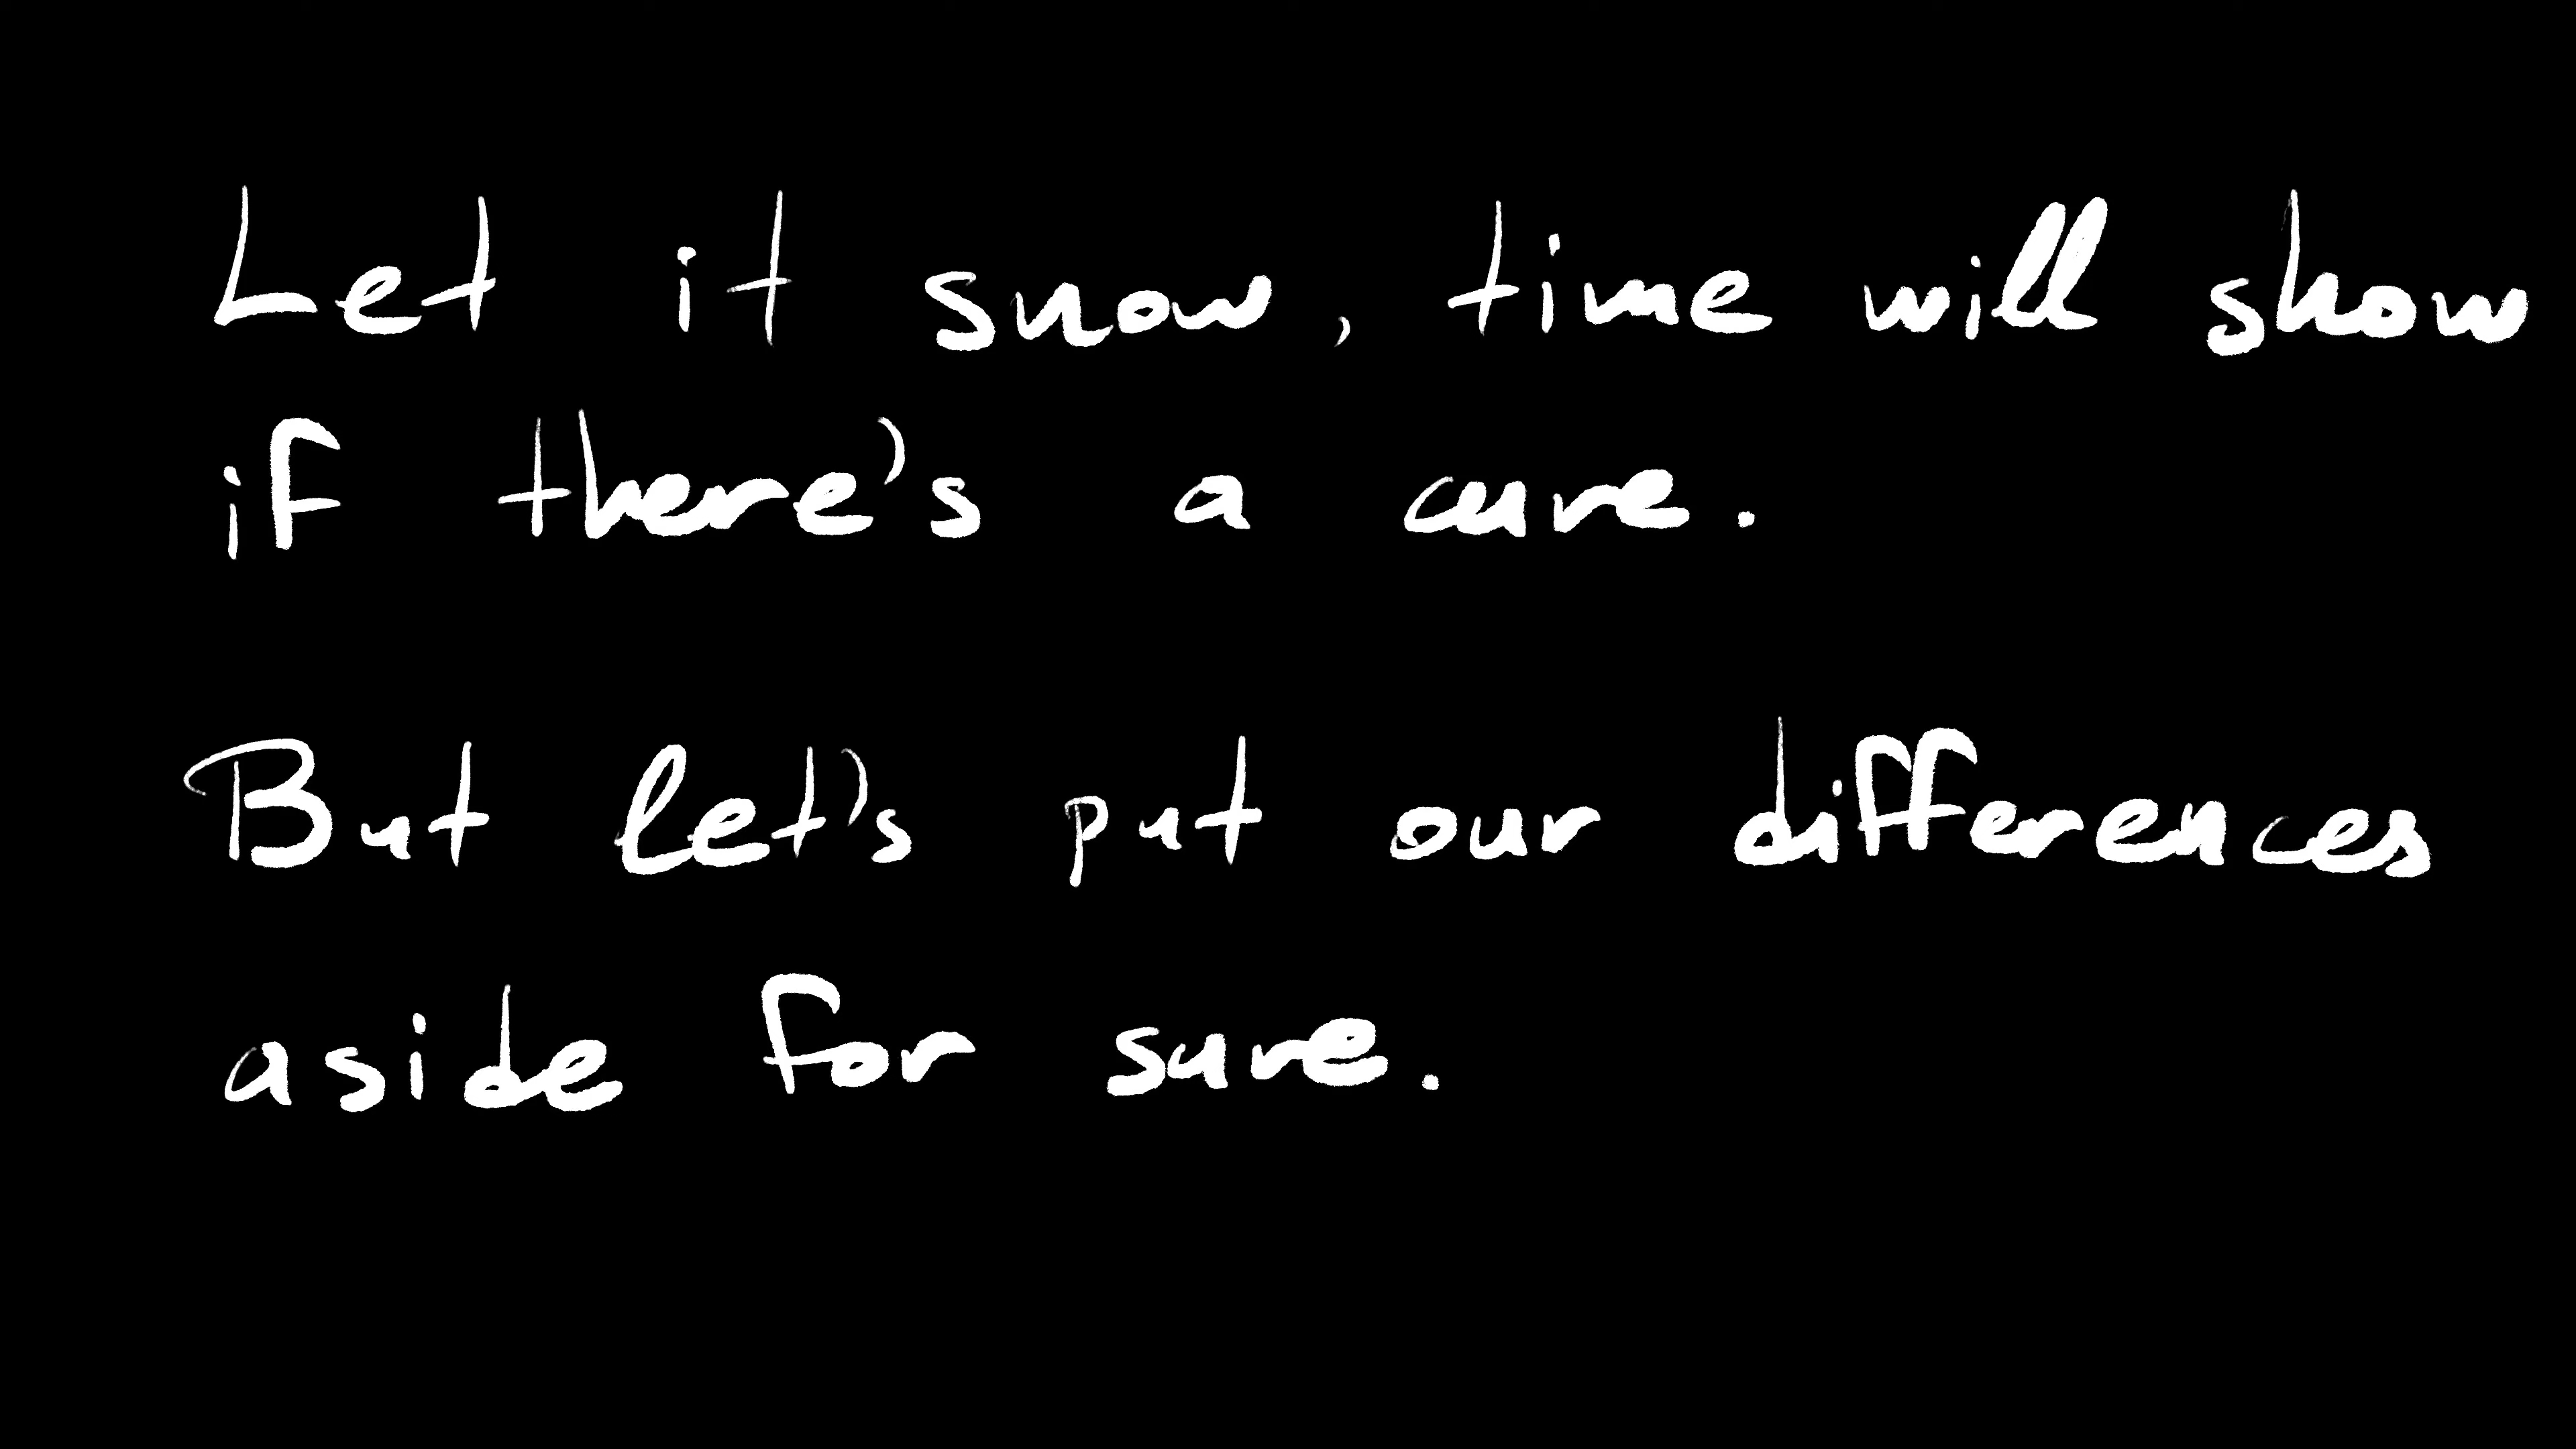 Let it snow, time will show
if there's a cure.
But let's put our differences
aside for sure.